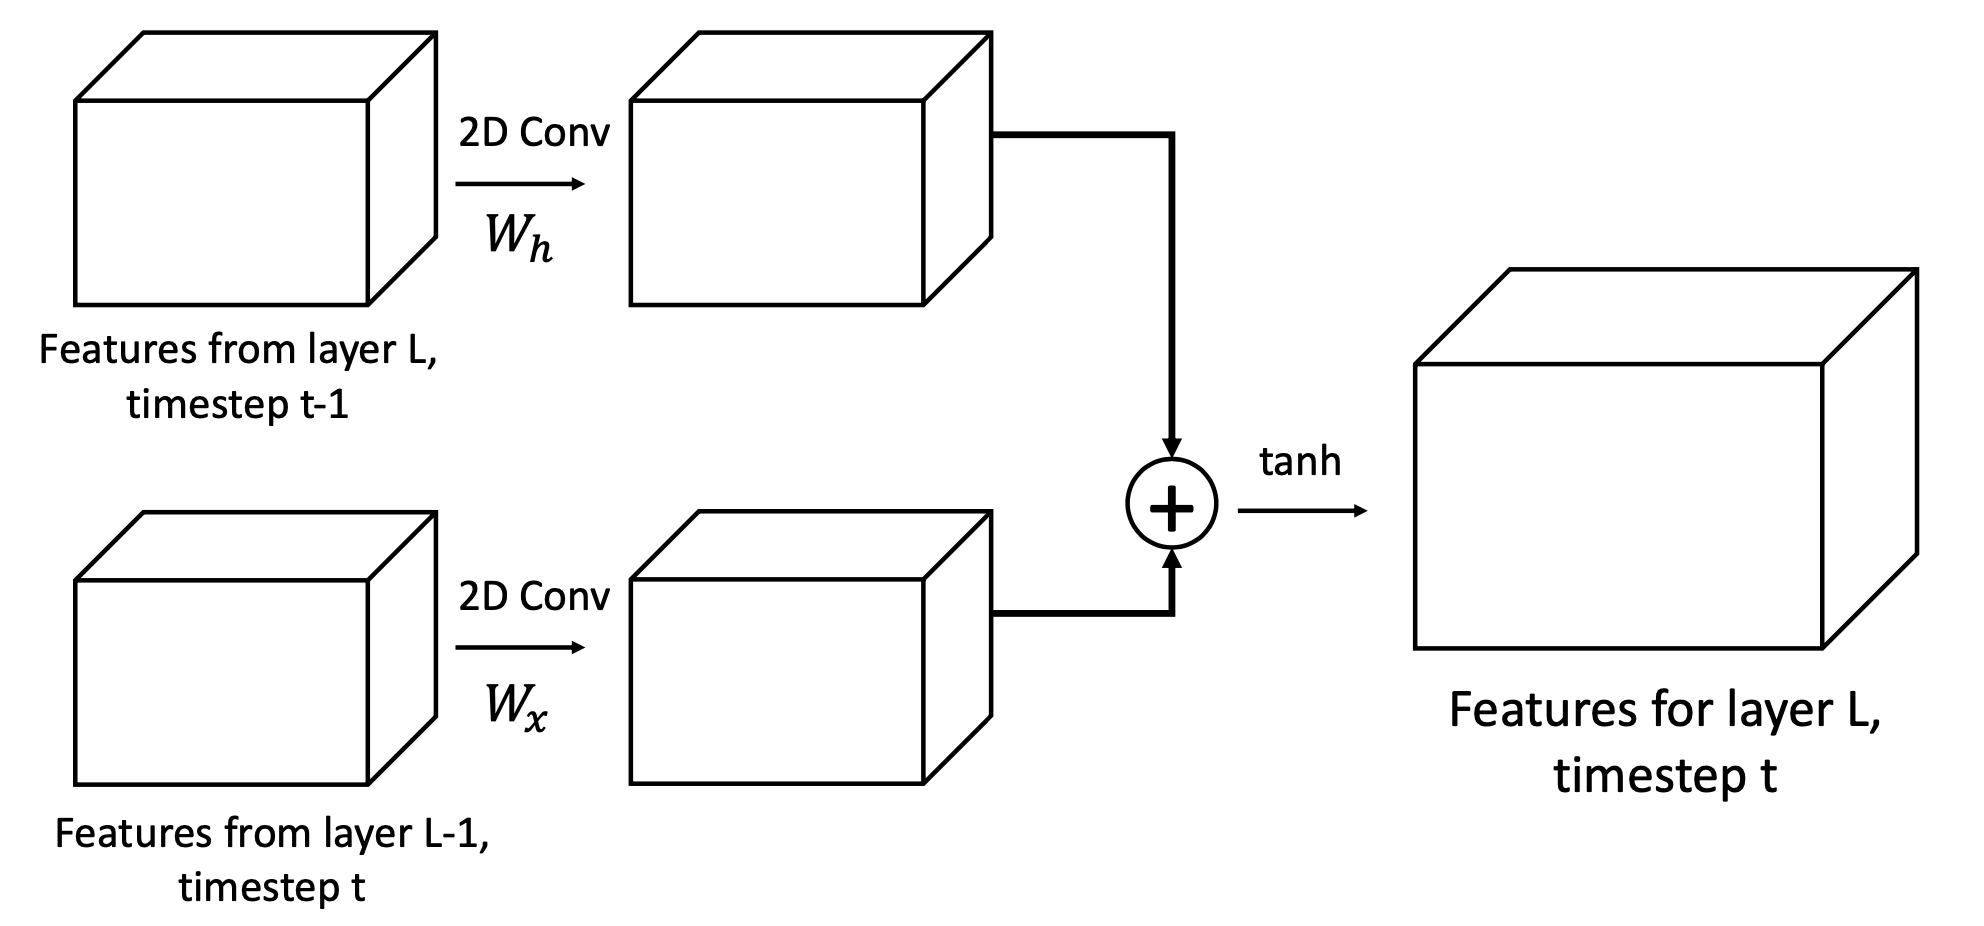 2D Conv
W_h
Features from layer L,
timestep t-1
2D Conv
W_x
Features from layer L-1,
timestep t
+
tanh
Features for layer L,
timestep t